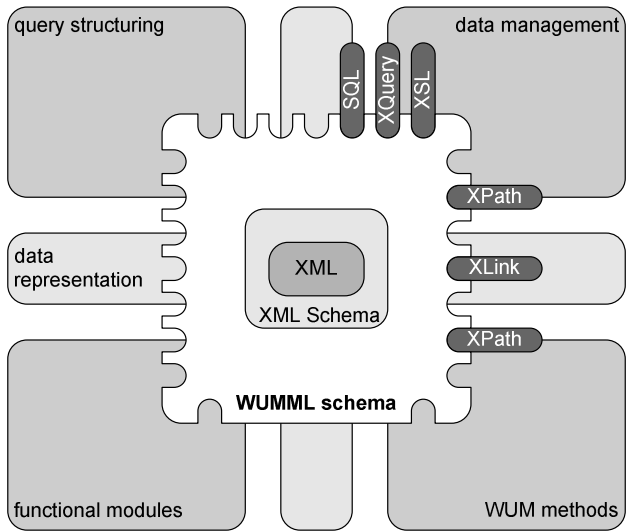 query structuring
data management
SQL
XQuery
XSL
XPath
data
representation
XLink
XML
XML Schema
XPath
WUMML schema
functional modules
WUM methods